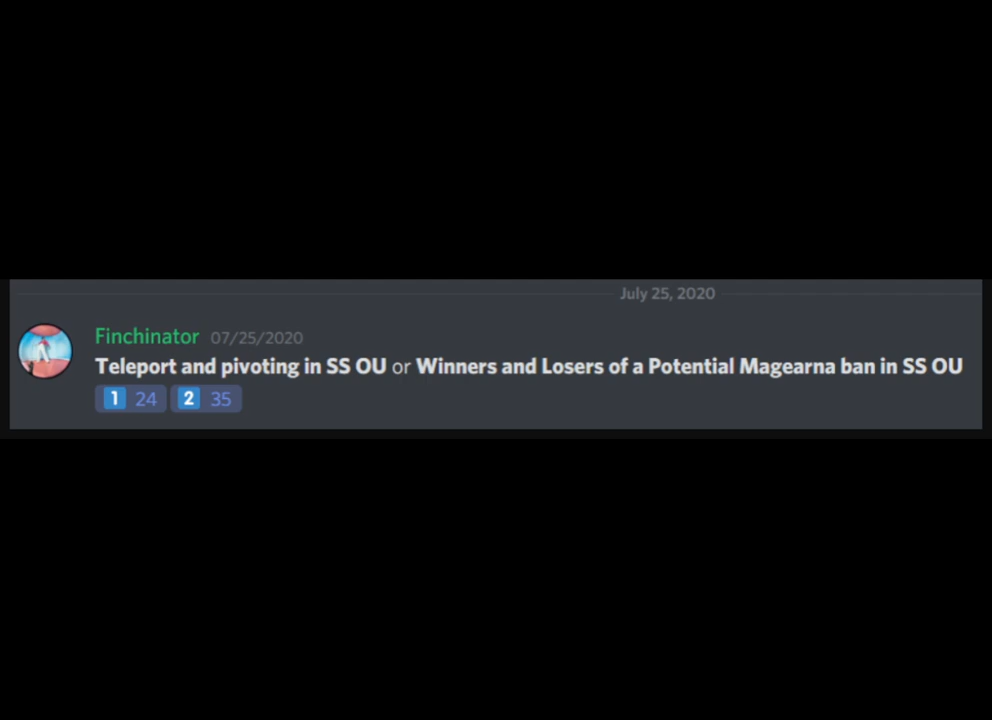 July 25, 2020
Finchinator 07/25/2020
Teleport and pivoting in SS OU or Winners and Losers of a Potential Magearna ban in SS OU
1 24 2 35